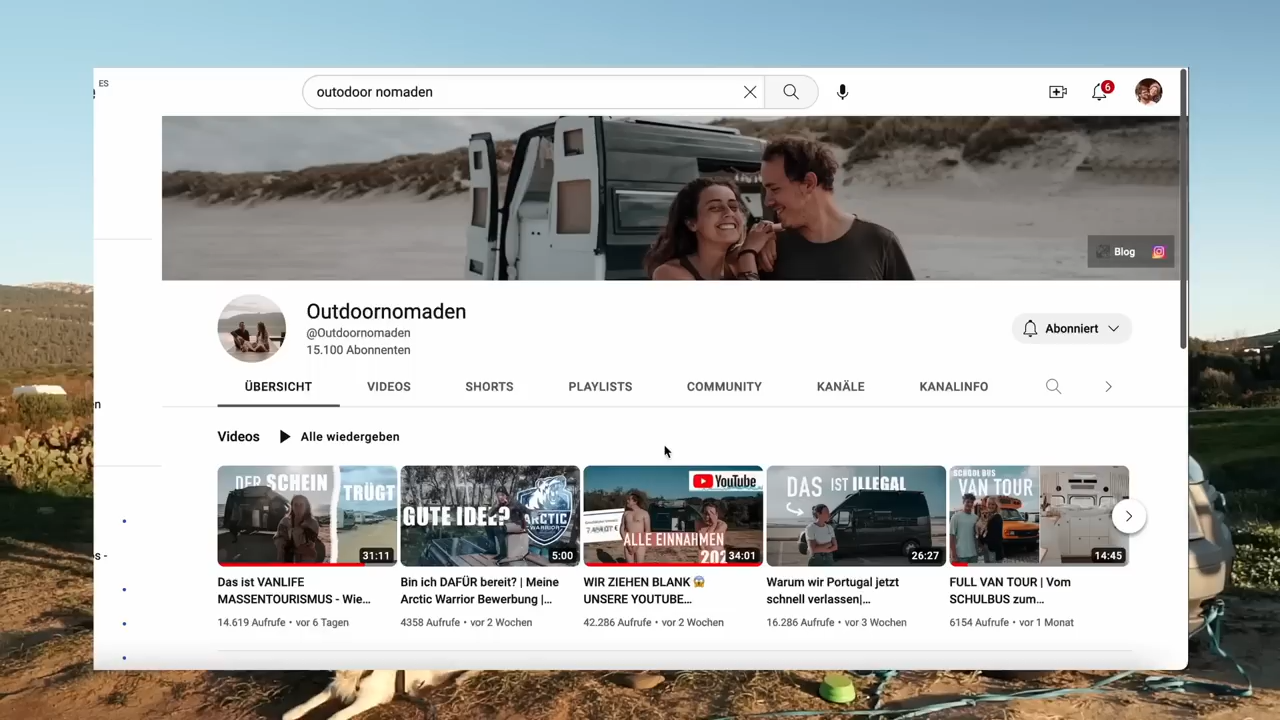 ES
outodoor nomaden
6
Blog
Outdoornomaden
@Outdoornomaden
15.100 Abonnenten
Abonniert
ÜBERSICHT
VIDEOS
SHORTS
PLAYLISTS
COMMUNITY
KANÄLE
KANALINFO
n
Videos
Alle wiedergeben
DER SCHEIN
TRÜGT
31:11
GUTE IDEE?
ARCTIC
WARRIOR
5:00
YouTube
ALLE EINNAHMEN
202
34:01
DAS IST ILLEGAL
26:27
SCHOOL BUS
VAN TOUR
14:45
s -
Das ist VANLIFE
MASSENTOURISMUS - Wie...
14.619 Aufrufe • vor 6 Tagen
Bin ich DAFÜR bereit? | Meine
Arctic Warrior Bewerbung |...
4358 Aufrufe • vor 2 Wochen
WIR ZIEHEN BLANK 😱
UNSERE YOUTUBE...
42.286 Aufrufe • vor 2 Wochen
Warum wir Portugal jetzt
schnell verlassen|...
16.286 Aufrufe • vor 3 Wochen
FULL VAN TOUR | Vom
SCHULBUS zum...
6154 Aufrufe • vor 1 Monat